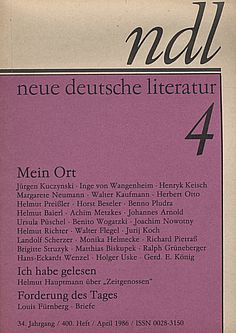 ndl
neue deutsche literatur
4
Mein Ort
Jürgen Kuczynski · Inge von Wangenheim · Henryk Keisch
Margarete Neumann · Walter Kaufmann · Herbert Otto
Helmut Preißler · Horst Beseler · Benno Pludra
Helmut Baierl · Achim Metzkes · Johannes Arnold
Ursula Püschel · Benito Wogatzki · Joachim Nowotny
Helmut Richter · Walter Flegel · Jurij Koch
Landolf Scherzer · Monika Helmecke · Richard Pietraß
Brigitte Struzyk · Matthias Biskupek · Ralph Grüneberger
Hans-Eckardt Wenzel · Holger Uske · Gerd. E. König
Ich habe gelesen
Helmut Hauptmann über „Zeitgenossen"
Forderung des Tages
Louis Fürnberg – Briefe
34. Jahrgang / 400. Heft / April 1986 / ISSN 0028-3150